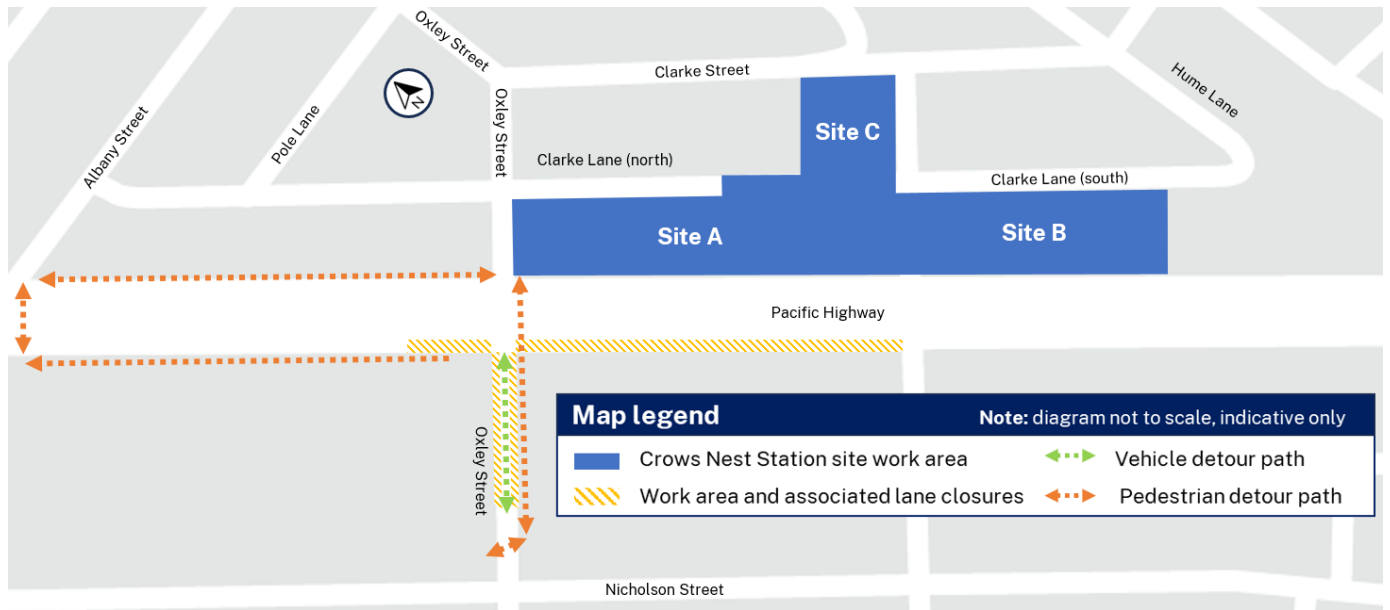 Oxley Street
Clarke Street
Hume Lane
Oxley Street
Pole Lane
Albany Street
Site C
Clarke Lane (north)
Clarke Lane (south)
Site A
Site B
N
Pacific Highway
Oxley Street
Map legend
Note: diagram not to scale, indicative only
Crows Nest Station site work area
Vehicle detour path
Work area and associated lane closures
Pedestrian detour path
Nicholson Street